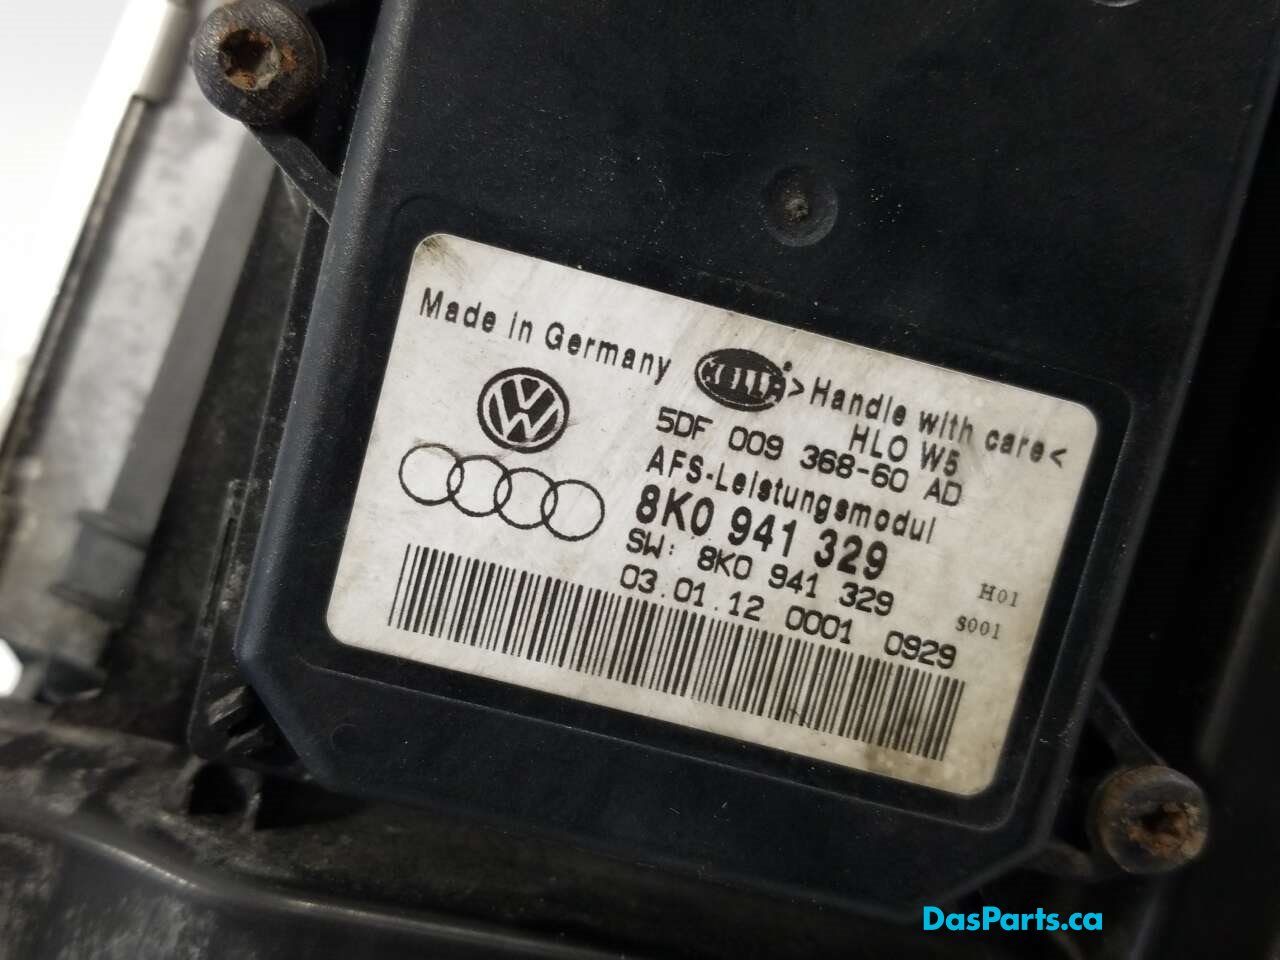 Made in Germany HELLA >Handle with care<
HLO W5
5DF 009 368-60 AD
AFS-Leistungsmodul
8K0 941 329
SW: 8K0 941 329
03.01.12 0001 0929
H01
S001
DasParts.ca